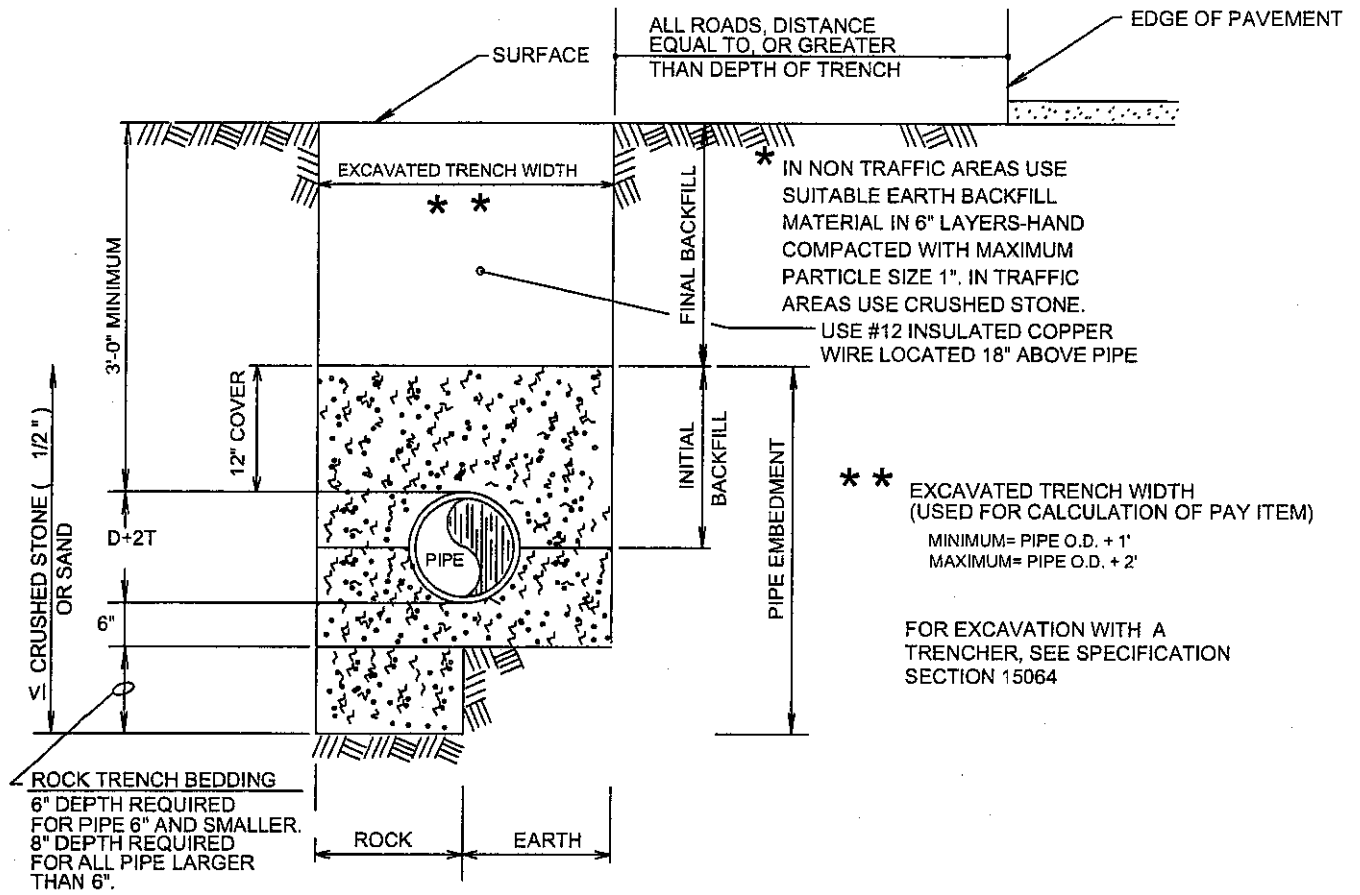 ALL ROADS, DISTANCE
EQUAL TO, OR GREATER
THAN DEPTH OF TRENCH
EDGE OF PAVEMENT
SURFACE
EXCAVATED TRENCH WIDTH
* *
* IN NON TRAFFIC AREAS USE
SUITABLE EARTH BACKFILL
MATERIAL IN 6" LAYERS-HAND
COMPACTED WITH MAXIMUM
PARTICLE SIZE 1". IN TRAFFIC
AREAS USE CRUSHED STONE.
USE #12 INSULATED COPPER
WIRE LOCATED 18" ABOVE PIPE
3'-0" MINIMUM
FINAL BACKFILL
12" COVER
INITIAL
BACKFILL
PIPE EMBEDMENT
VI CRUSHED STONE ( 1/2 " )
OR SAND
D+2T
6"
PIPE
* * EXCAVATED TRENCH WIDTH
(USED FOR CALCULATION OF PAY ITEM)
MINIMUM= PIPE O.D. + 1'
MAXIMUM= PIPE O.D. + 2'
FOR EXCAVATION WITH A
TRENCHER, SEE SPECIFICATION
SECTION 15064
ROCK TRENCH BEDDING
6" DEPTH REQUIRED
FOR PIPE 6" AND SMALLER.
8" DEPTH REQUIRED
FOR ALL PIPE LARGER
THAN 6".
ROCK
EARTH